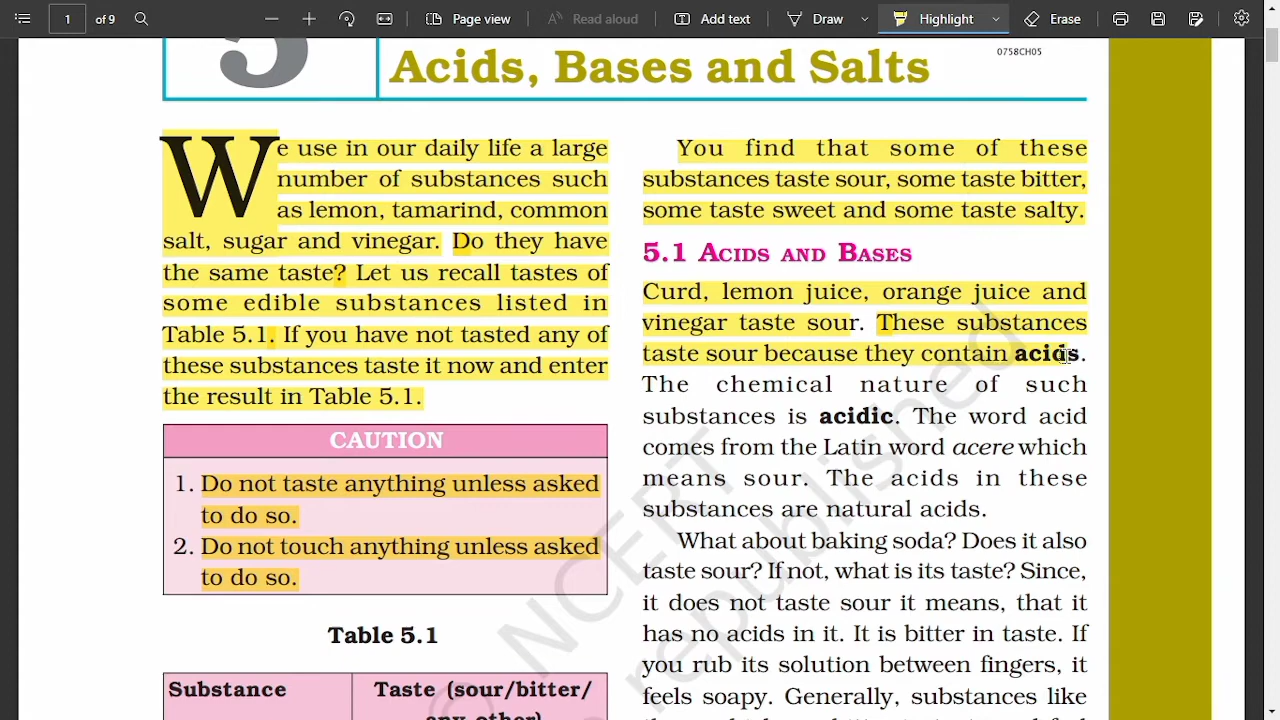 1 of 9
Page view
Read aloud
Add text
Draw
Highlight
Erase
5
Acids, Bases and Salts
0758CH05
We use in our daily life a large
number of substances such
as lemon, tamarind, common
salt, sugar and vinegar. Do they have
the same taste? Let us recall tastes of
some edible substances listed in
Table 5.1. If you have not tasted any of
these substances taste it now and enter
the result in Table 5.1.
CAUTION
1. Do not taste anything unless asked
to do so.
2. Do not touch anything unless asked
to do so.
Table 5.1
Substance
Taste (sour/bitter/
any other)
You find that some of these
substances taste sour, some taste bitter,
some taste sweet and some taste salty.
5.1 ACIDS AND BASES
Curd, lemon juice, orange juice and
vinegar taste sour. These substances
taste sour because they contain acids.
The chemical nature of such
substances is acidic. The word acid
comes from the Latin word acere which
means sour. The acids in these
substances are natural acids.
What about baking soda? Does it also
taste sour? If not, what is its taste? Since,
it does not taste sour it means, that it
has no acids in it. It is bitter in taste. If
you rub its solution between fingers, it
feels soapy. Generally, substances like
© NCERT
republished